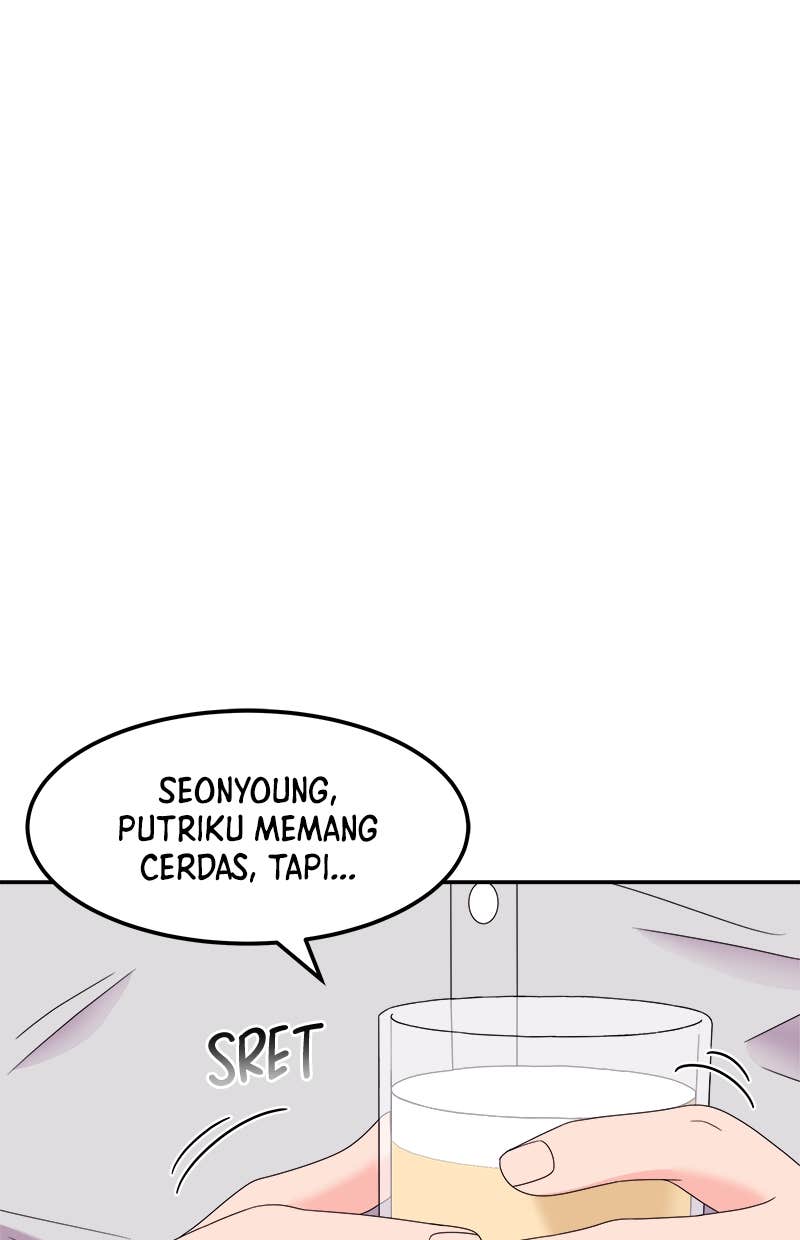 SEONYOUNG,
PUTRIKU MEMANG
CERDAS, TAPI...
SRET